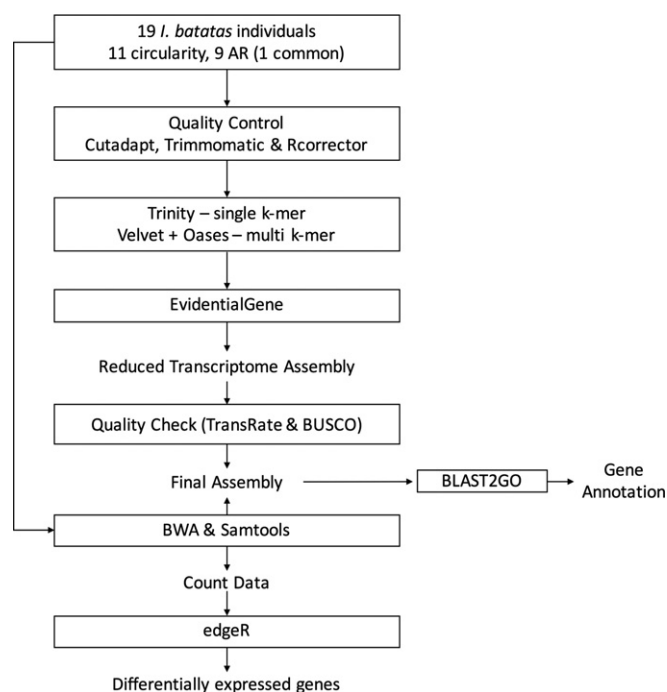 19 I. batatas individuals
11 circularity, 9 AR (1 common)
Quality Control
Cutadapt, Trimmomatic & Rcorrector
Trinity – single k-mer
Velvet + Oases – multi k-mer
EvidentialGene
Reduced Transcriptome Assembly
Quality Check (TransRate & BUSCO)
Final Assembly
BLAST2GO
Gene
Annotation
BWA & Samtools
Count Data
edgeR
Differentially expressed genes